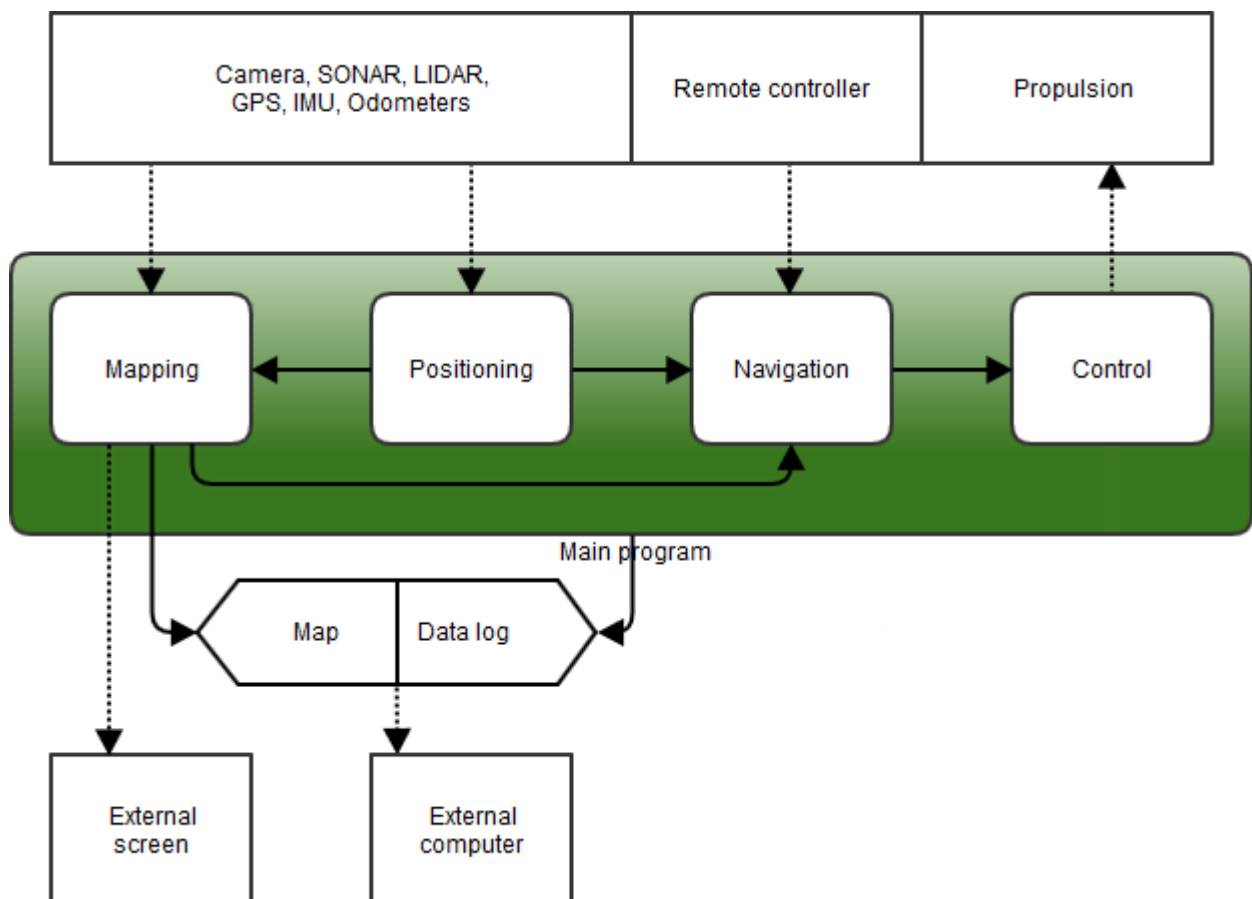 Camera, SONAR, LIDAR,
GPS, IMU, Odometers
Remote controller
Propulsion
Mapping
Positioning
Navigation
Control
Main program
Map
Data log
External
screen
External
computer